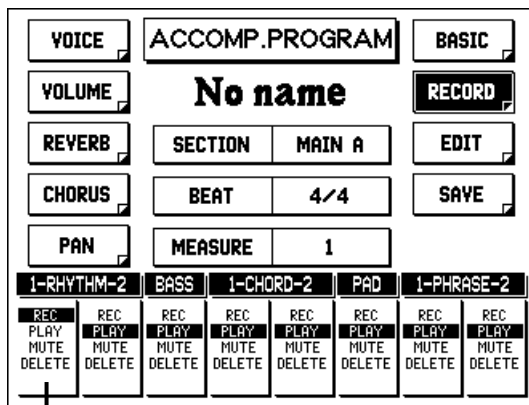 VOICE ACCOMP.PROGRAM BASIC
VOLUME No name RECORD
REVERB SECTION MAIN A EDIT
CHORUS BEAT 4/4 SAVE
PAN MEASURE 1
1-RHYTHM-2 BASS 1-CHORD-2 PAD 1-PHRASE-2
REC REC REC REC REC REC REC REC
PLAY PLAY PLAY PLAY PLAY PLAY PLAY PLAY
MUTE MUTE MUTE MUTE MUTE MUTE MUTE MUTE
DELETE DELETE DELETE DELETE DELETE DELETE DELETE DELETE